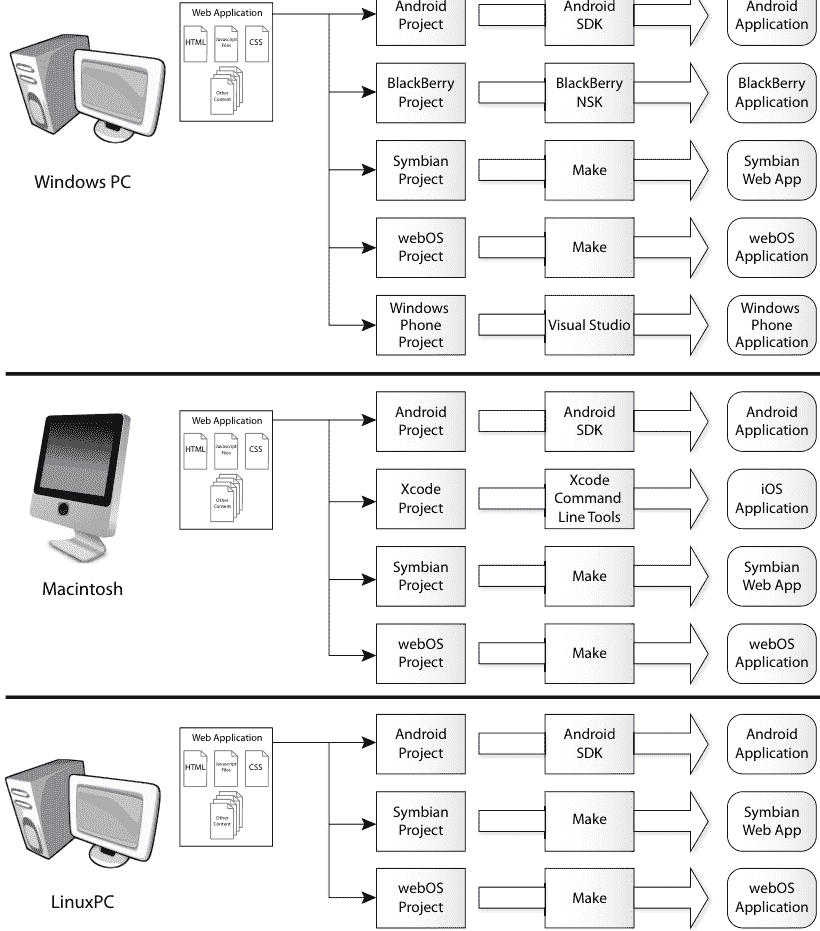 Web Application
HTML
Javascript
Files
CSS
Other
Content
Windows PC
Android
Project
Android
SDK
Android
Application
BlackBerry
Project
BlackBerry
NSK
BlackBerry
Application
Symbian
Project
Make
Symbian
Web App
webOS
Project
Make
webOS
Application
Windows
Phone
Project
Visual Studio
Windows
Phone
Application
Web Application
HTML
Javascript
Files
CSS
Other
Content
Macintosh
Android
Project
Android
SDK
Android
Application
Xcode
Project
Xcode
Command
Line Tools
iOS
Application
Symbian
Project
Make
Symbian
Web App
webOS
Project
Make
webOS
Application
Web Application
HTML
Javascript
Files
CSS
Other
Content
LinuxPC
Android
Project
Android
SDK
Android
Application
Symbian
Project
Make
Symbian
Web App
webOS
Project
Make
webOS
Application